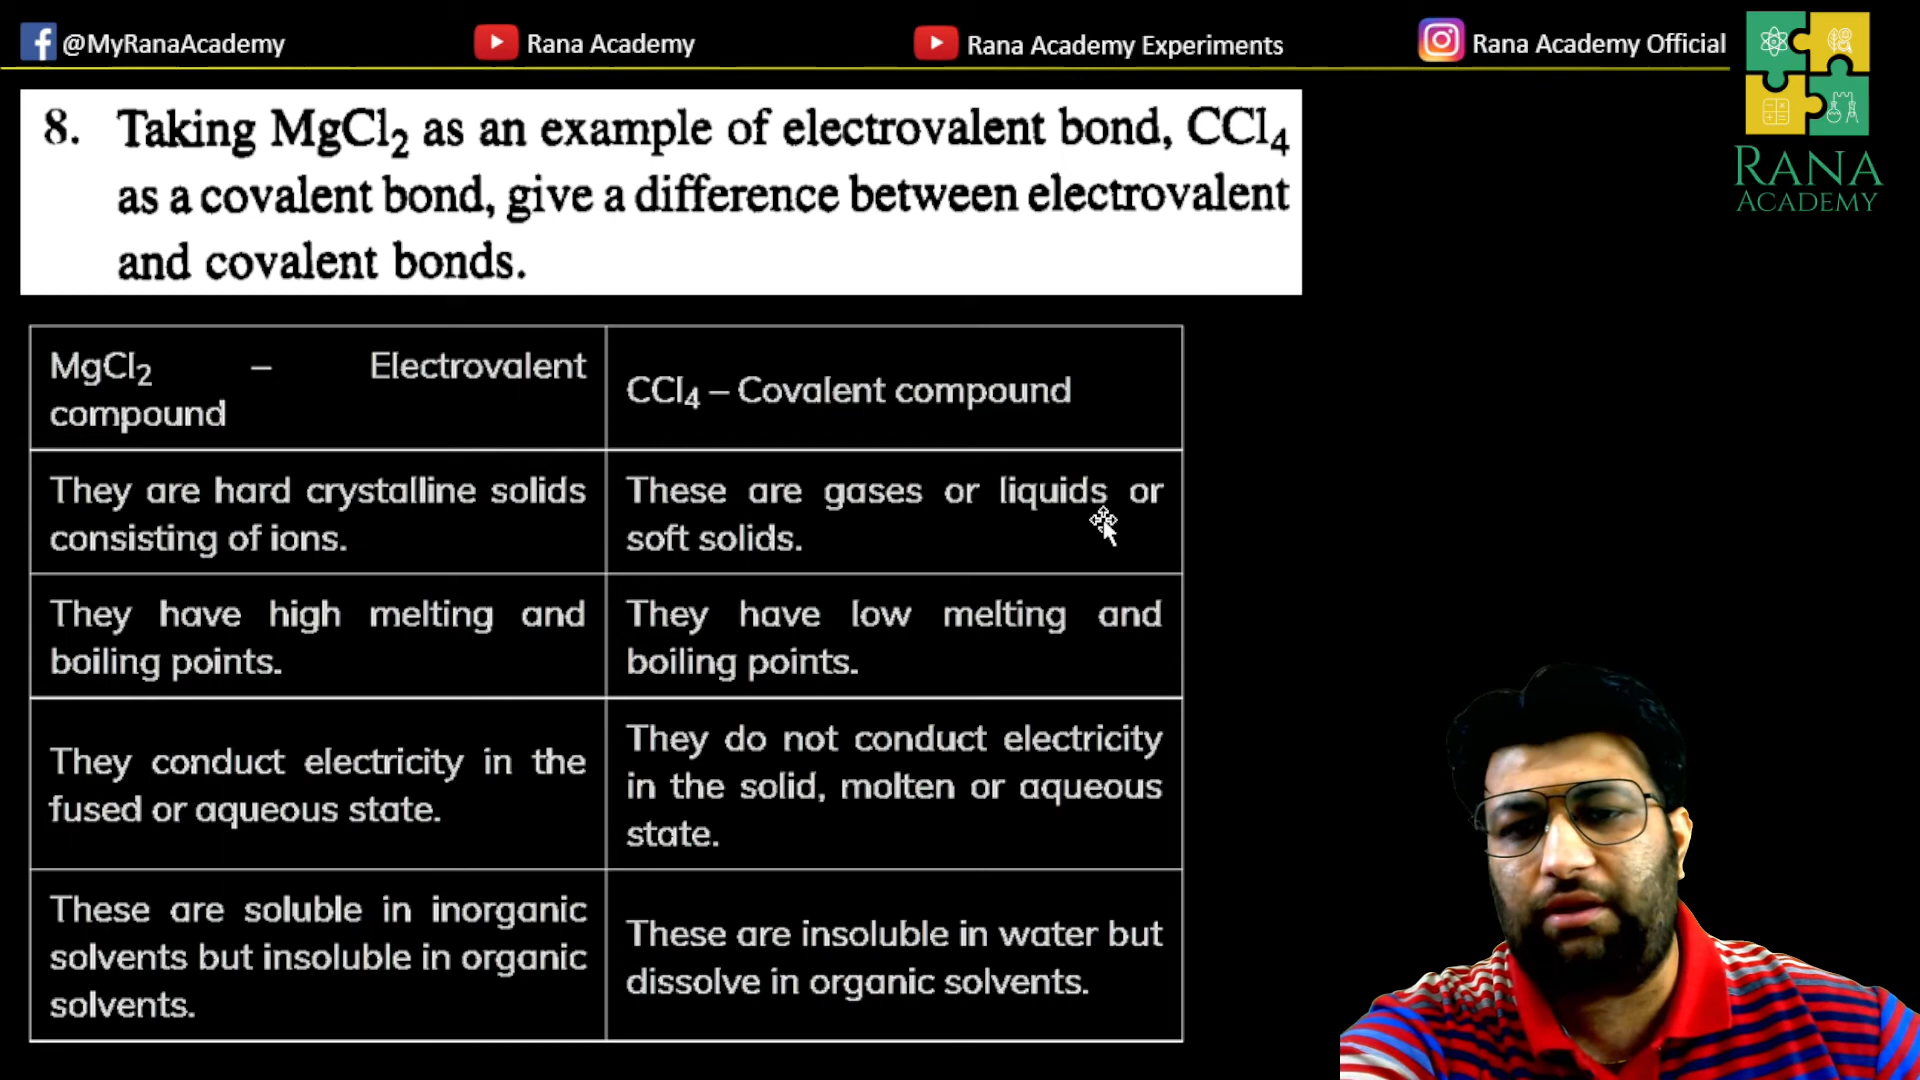 @MyRanaAcademy
Rana Academy
Rana Academy Experiments
Rana Academy Official
RANA
ACADEMY
8. Taking MgCl₂ as an example of electrovalent bond, CCl₄
as a covalent bond, give a difference between electrovalent
and covalent bonds.
MgCl₂ – Electrovalent
compound
CCl₄ – Covalent compound
They are hard crystalline solids
consisting of ions.
These are gases or liquids or
soft solids.
They have high melting and
boiling points.
They have low melting and
boiling points.
They conduct electricity in the
fused or aqueous state.
They do not conduct electricity
in the solid, molten or aqueous
state.
These are soluble in inorganic
solvents but insoluble in organic
solvents.
These are insoluble in water but
dissolve in organic solvents.